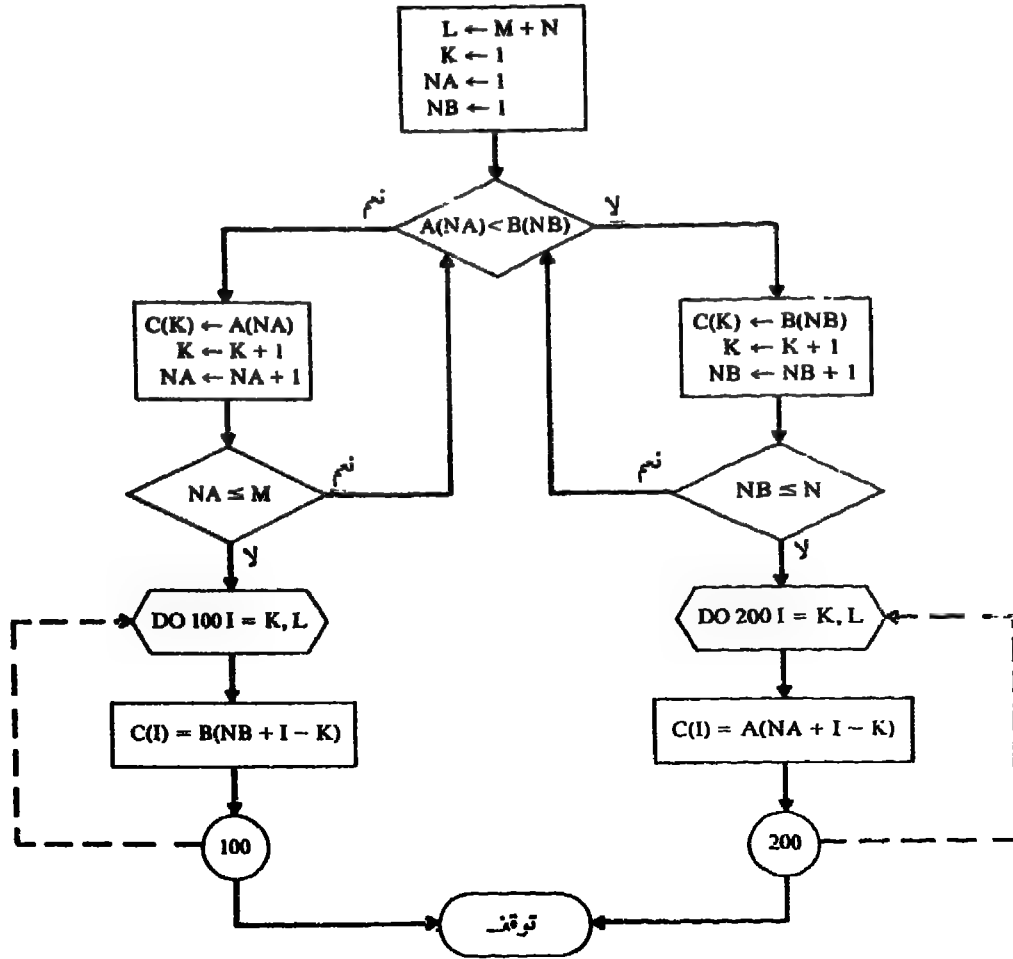 L ← M + N
K ← 1
NA ← 1
NB ← 1
نعم
A(NA) < B(NB)
لا
C(K) ← A(NA)
K ← K + 1
NA ← NA + 1
C(K) ← B(NB)
K ← K + 1
NB ← NB + 1
NA ≤ M
نعم
نعم
NB ≤ N
لا
لا
DO 100 I = K, L
DO 200 I = K, L
C(I) = B(NB + I − K)
C(I) = A(NA + I − K)
100
200
توقف